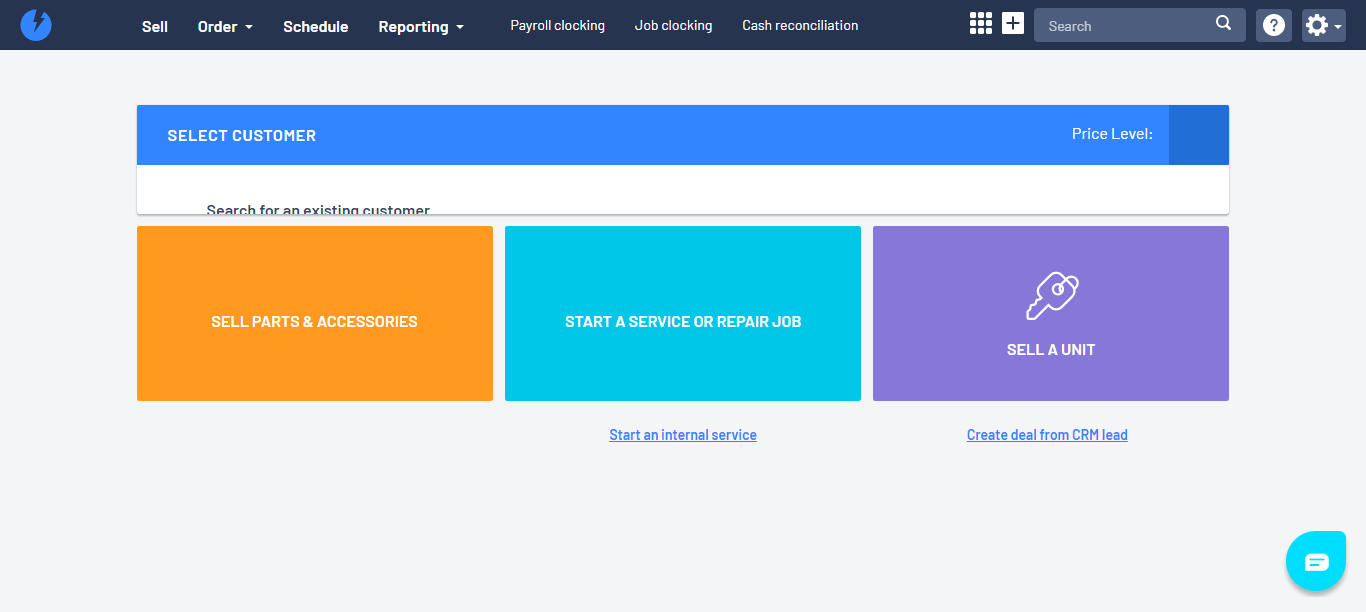 Sell Order Schedule Reporting Payroll clocking Job clocking Cash reconciliation Search
SELECT CUSTOMER Price Level:
Search for an existing customer
SELL PARTS & ACCESSORIES START A SERVICE OR REPAIR JOB SELL A UNIT
Start an internal service Create deal from CRM lead